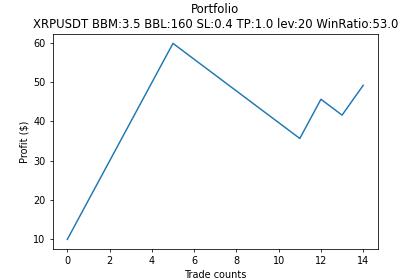 Portfolio
XRPUSDT BBM:3.5 BBL:160 SL:0.4 TP:1.0 lev:20 WinRatio:53.0
60
50
40
30
20
10
Profit ($)
0 2 4 6 8 10 12 14
Trade counts